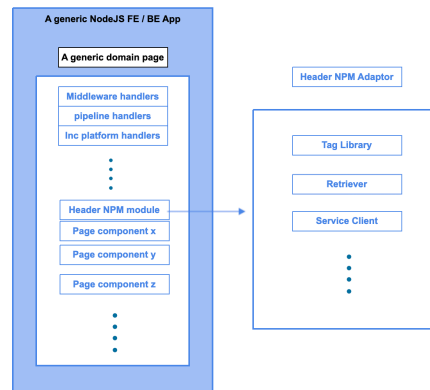 A generic NodeJS FE / BE App
A generic domain page
Middleware handlers
pipeline handlers
Inc platform handlers
Header NPM module
Page component x
Page component y
Page component z
Header NPM Adaptor
Tag Library
Retriever
Service Client